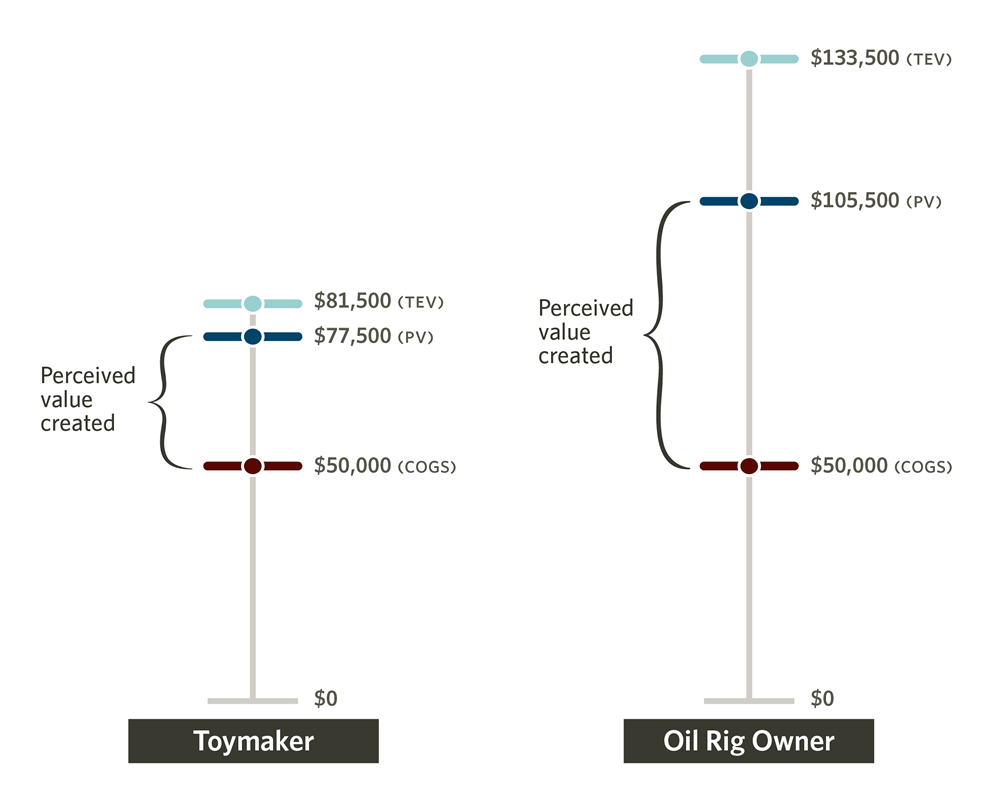 $133,500 (TEV)
$105,500 (PV)
Perceived
value
created
$81,500 (TEV)
$77,500 (PV)
Perceived
value
created
$50,000 (COGS)
$50,000 (COGS)
$0
$0
Toymaker
Oil Rig Owner